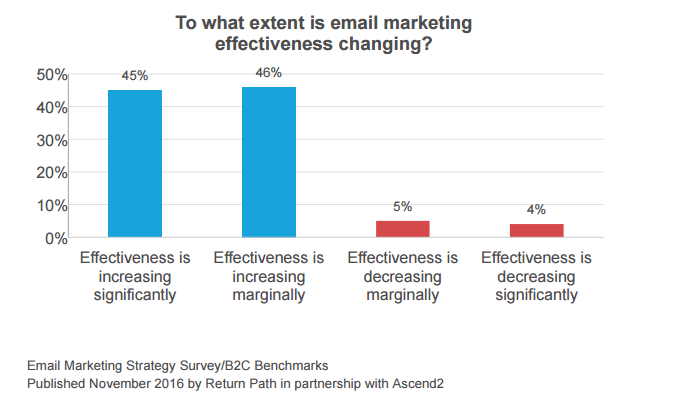 To what extent is email marketing
effectiveness changing?
50%
40%
30%
20%
10%
0%
45%
46%
5%
4%
Effectiveness is
increasing
significantly
Effectiveness is
increasing
marginally
Effectiveness is
decreasing
marginally
Effectiveness is
decreasing
significantly
Email Marketing Strategy Survey/B2C Benchmarks
Published November 2016 by Return Path in partnership with Ascend2